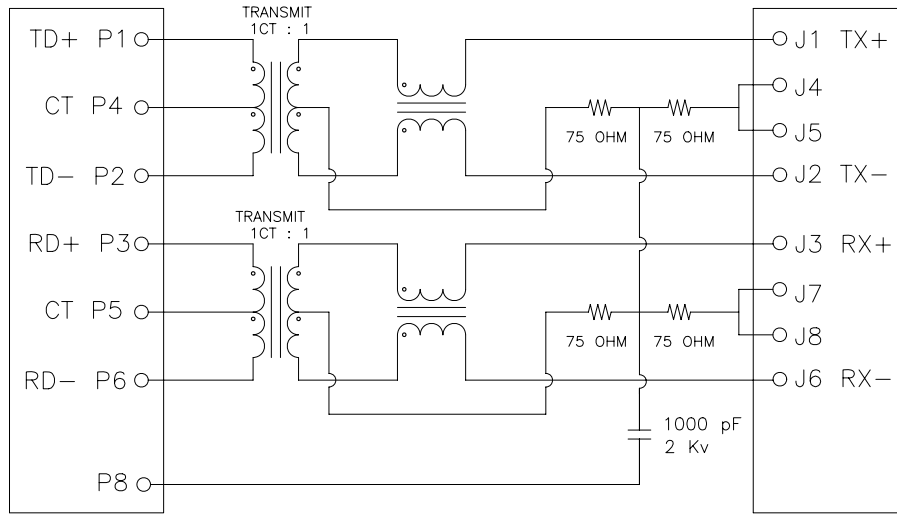 TRANSMIT
1CT : 1
TD+ P1
J1 TX+
J4
CT P4
75 OHM 75 OHM
J5
TD- P2
J2 TX-
TRANSMIT
1CT : 1
RD+ P3
J3 RX+
J7
CT P5
75 OHM 75 OHM
J8
RD- P6
J6 RX-
1000 pF
2 Kv
P8